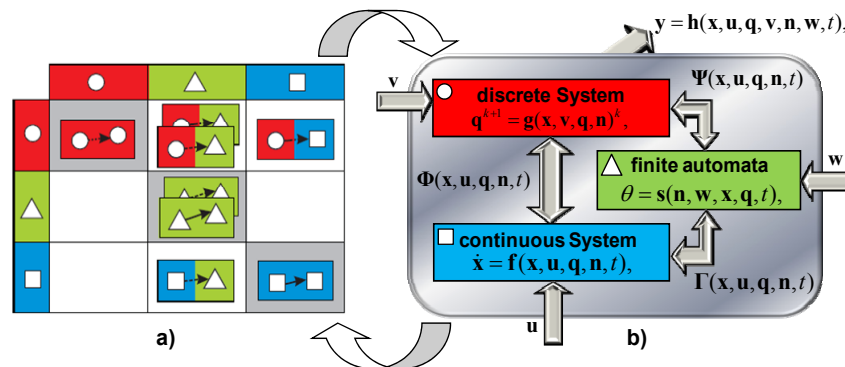 y = h(x, u, q, v, n, w, t),
v
Ψ(x, u, q, n, t)
discrete System
q^{k+1} = g(x, v, q, n)^k,
Φ(x, u, q, n, t)
finite automata
w
θ = s(n, w, x, q, t),
continuous System
ẋ = f(x, u, q, n, t),
Γ(x, u, q, n, t)
u
a)
b)